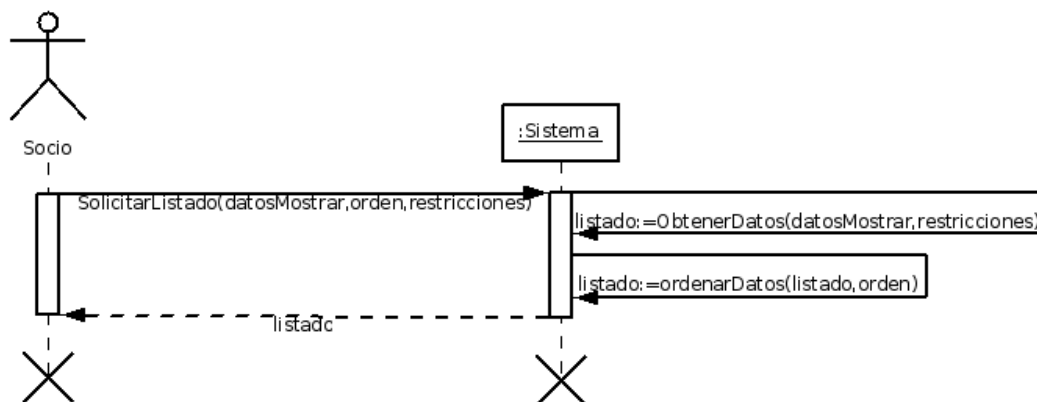 Socio
:Sistema
SolicitarListado(datosMostrar,orden,restricciones)
listado:=ObtenerDatos(datosMostrar,restricciones)
listado:=ordenarDatos(listado,orden)
listado